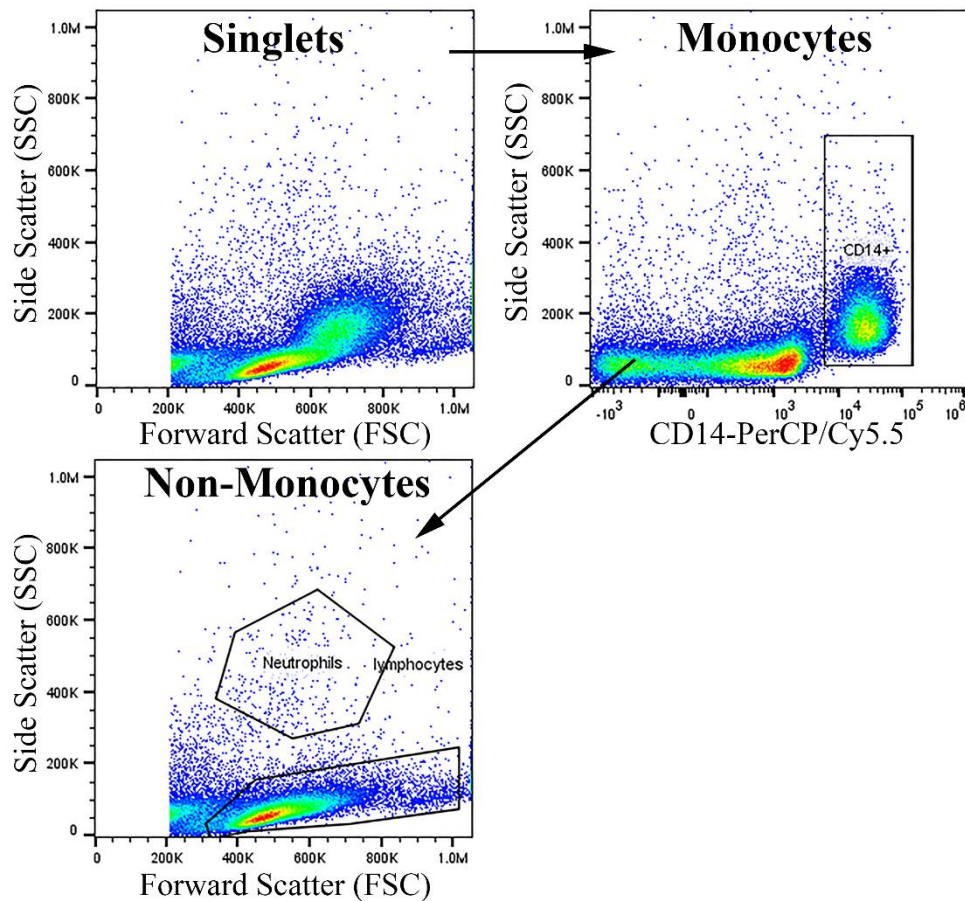 Singlets
Side Scatter (SSC)
1.0M
800K
600K
400K
200K
0
0 200K 400K 600K 800K 1.0M
Forward Scatter (FSC)
Monocytes
Side Scatter (SSC)
1.0M
800K
600K
400K
200K
0
CD14+
-10³ 0 10³ 10⁴ 10⁵ 10⁶
CD14-PerCP/Cy5.5
Non-Monocytes
Side Scatter (SSC)
1.0M
800K
600K
400K
200K
0
Neutrophils lymphocytes
0 200K 400K 600K 800K 1.0M
Forward Scatter (FSC)